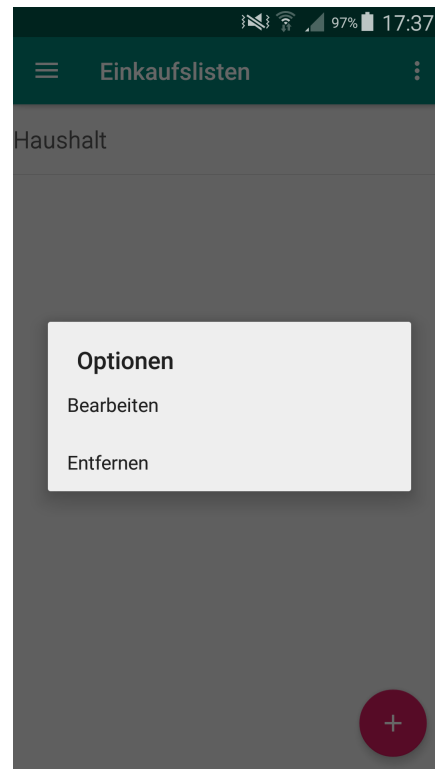 97% 17:37
Einkaufslisten
Haushalt
Optionen
Bearbeiten
Entfernen